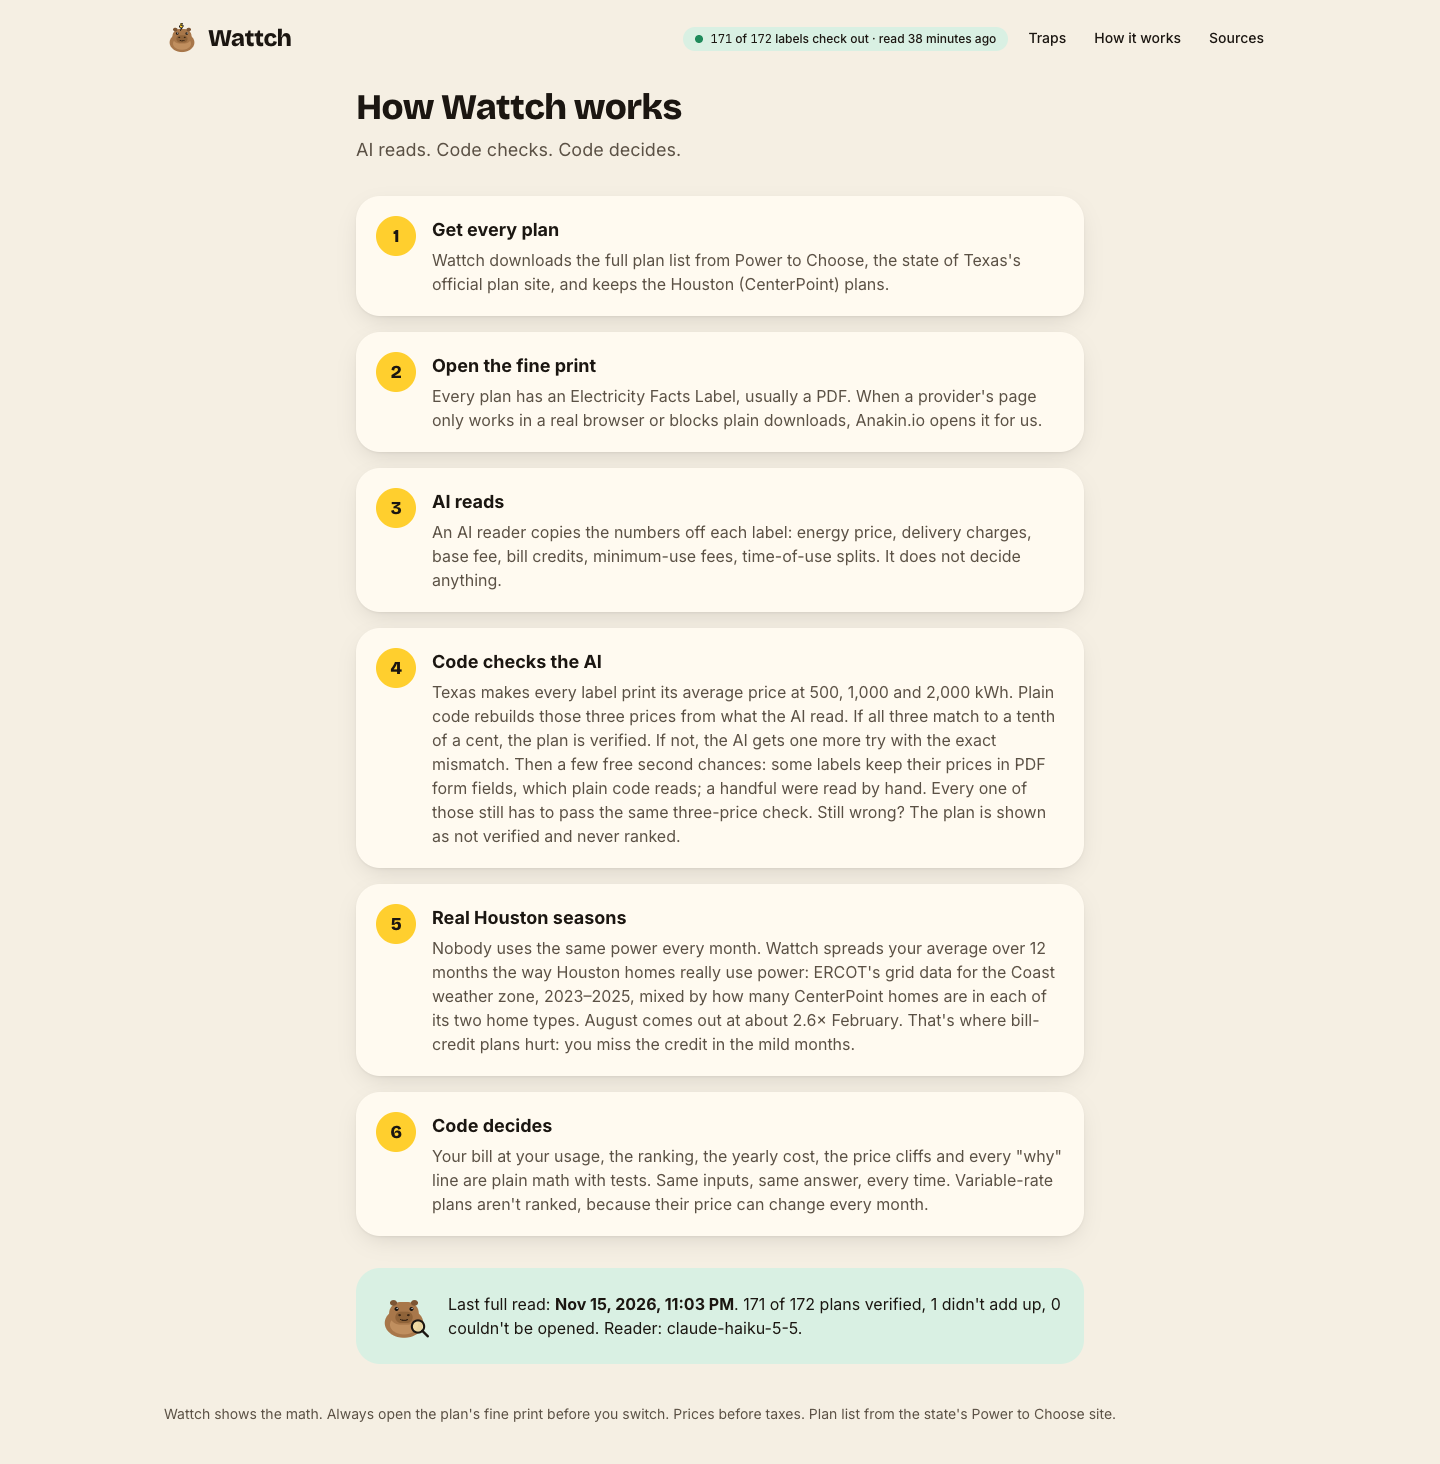 Wattch
171 of 172 labels check out · read 38 minutes ago
Traps
How it works
Sources
How Wattch works
AI reads. Code checks. Code decides.
1
Get every plan
Wattch downloads the full plan list from Power to Choose, the state of Texas's
official plan site, and keeps the Houston (CenterPoint) plans.
2
Open the fine print
Every plan has an Electricity Facts Label, usually a PDF. When a provider's page
only works in a real browser or blocks plain downloads, Anakin.io opens it for us.
3
AI reads
An AI reader copies the numbers off each label: energy price, delivery charges,
base fee, bill credits, minimum-use fees, time-of-use splits. It does not decide
anything.
4
Code checks the AI
Texas makes every label print its average price at 500, 1,000 and 2,000 kWh. Plain
code rebuilds those three prices from what the AI read. If all three match to a tenth
of a cent, the plan is verified. If not, the AI gets one more try with the exact
mismatch. Then a few free second chances: some labels keep their prices in PDF
form fields, which plain code reads; a handful were read by hand. Every one of
those still has to pass the same three-price check. Still wrong? The plan is shown
as not verified and never ranked.
5
Real Houston seasons
Nobody uses the same power every month. Wattch spreads your average over 12
months the way Houston homes really use power: ERCOT's grid data for the Coast
weather zone, 2023–2025, mixed by how many CenterPoint homes are in each of
its two home types. August comes out at about 2.6× February. That's where bill-
credit plans hurt: you miss the credit in the mild months.
6
Code decides
Your bill at your usage, the ranking, the yearly cost, the price cliffs and every "why"
line are plain math with tests. Same inputs, same answer, every time. Variable-rate
plans aren't ranked, because their price can change every month.
Last full read: Nov 15, 2026, 11:03 PM. 171 of 172 plans verified, 1 didn't add up, 0
couldn't be opened. Reader: claude-haiku-5-5.
Wattch shows the math. Always open the plan's fine print before you switch. Prices before taxes. Plan list from the state's Power to Choose site.